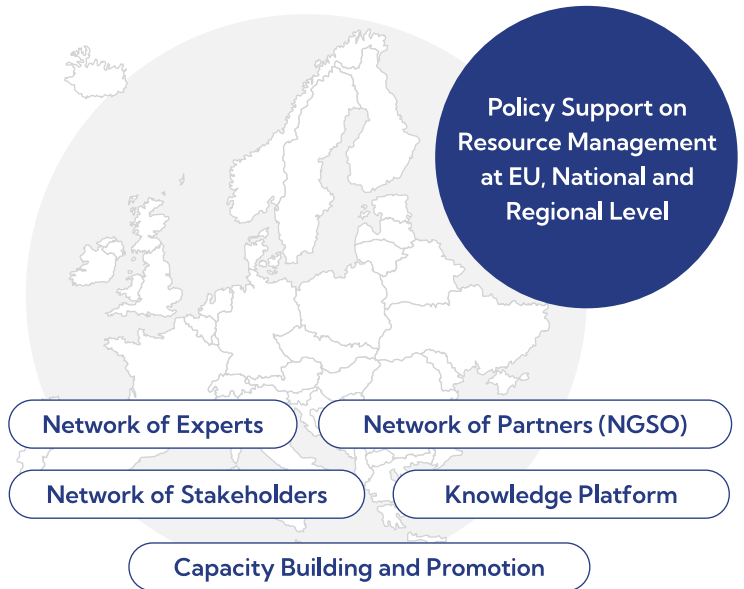 Policy Support on
Resource Management
at EU, National and
Regional Level
Network of Experts
Network of Partners (NGSO)
Network of Stakeholders
Knowledge Platform
Capacity Building and Promotion